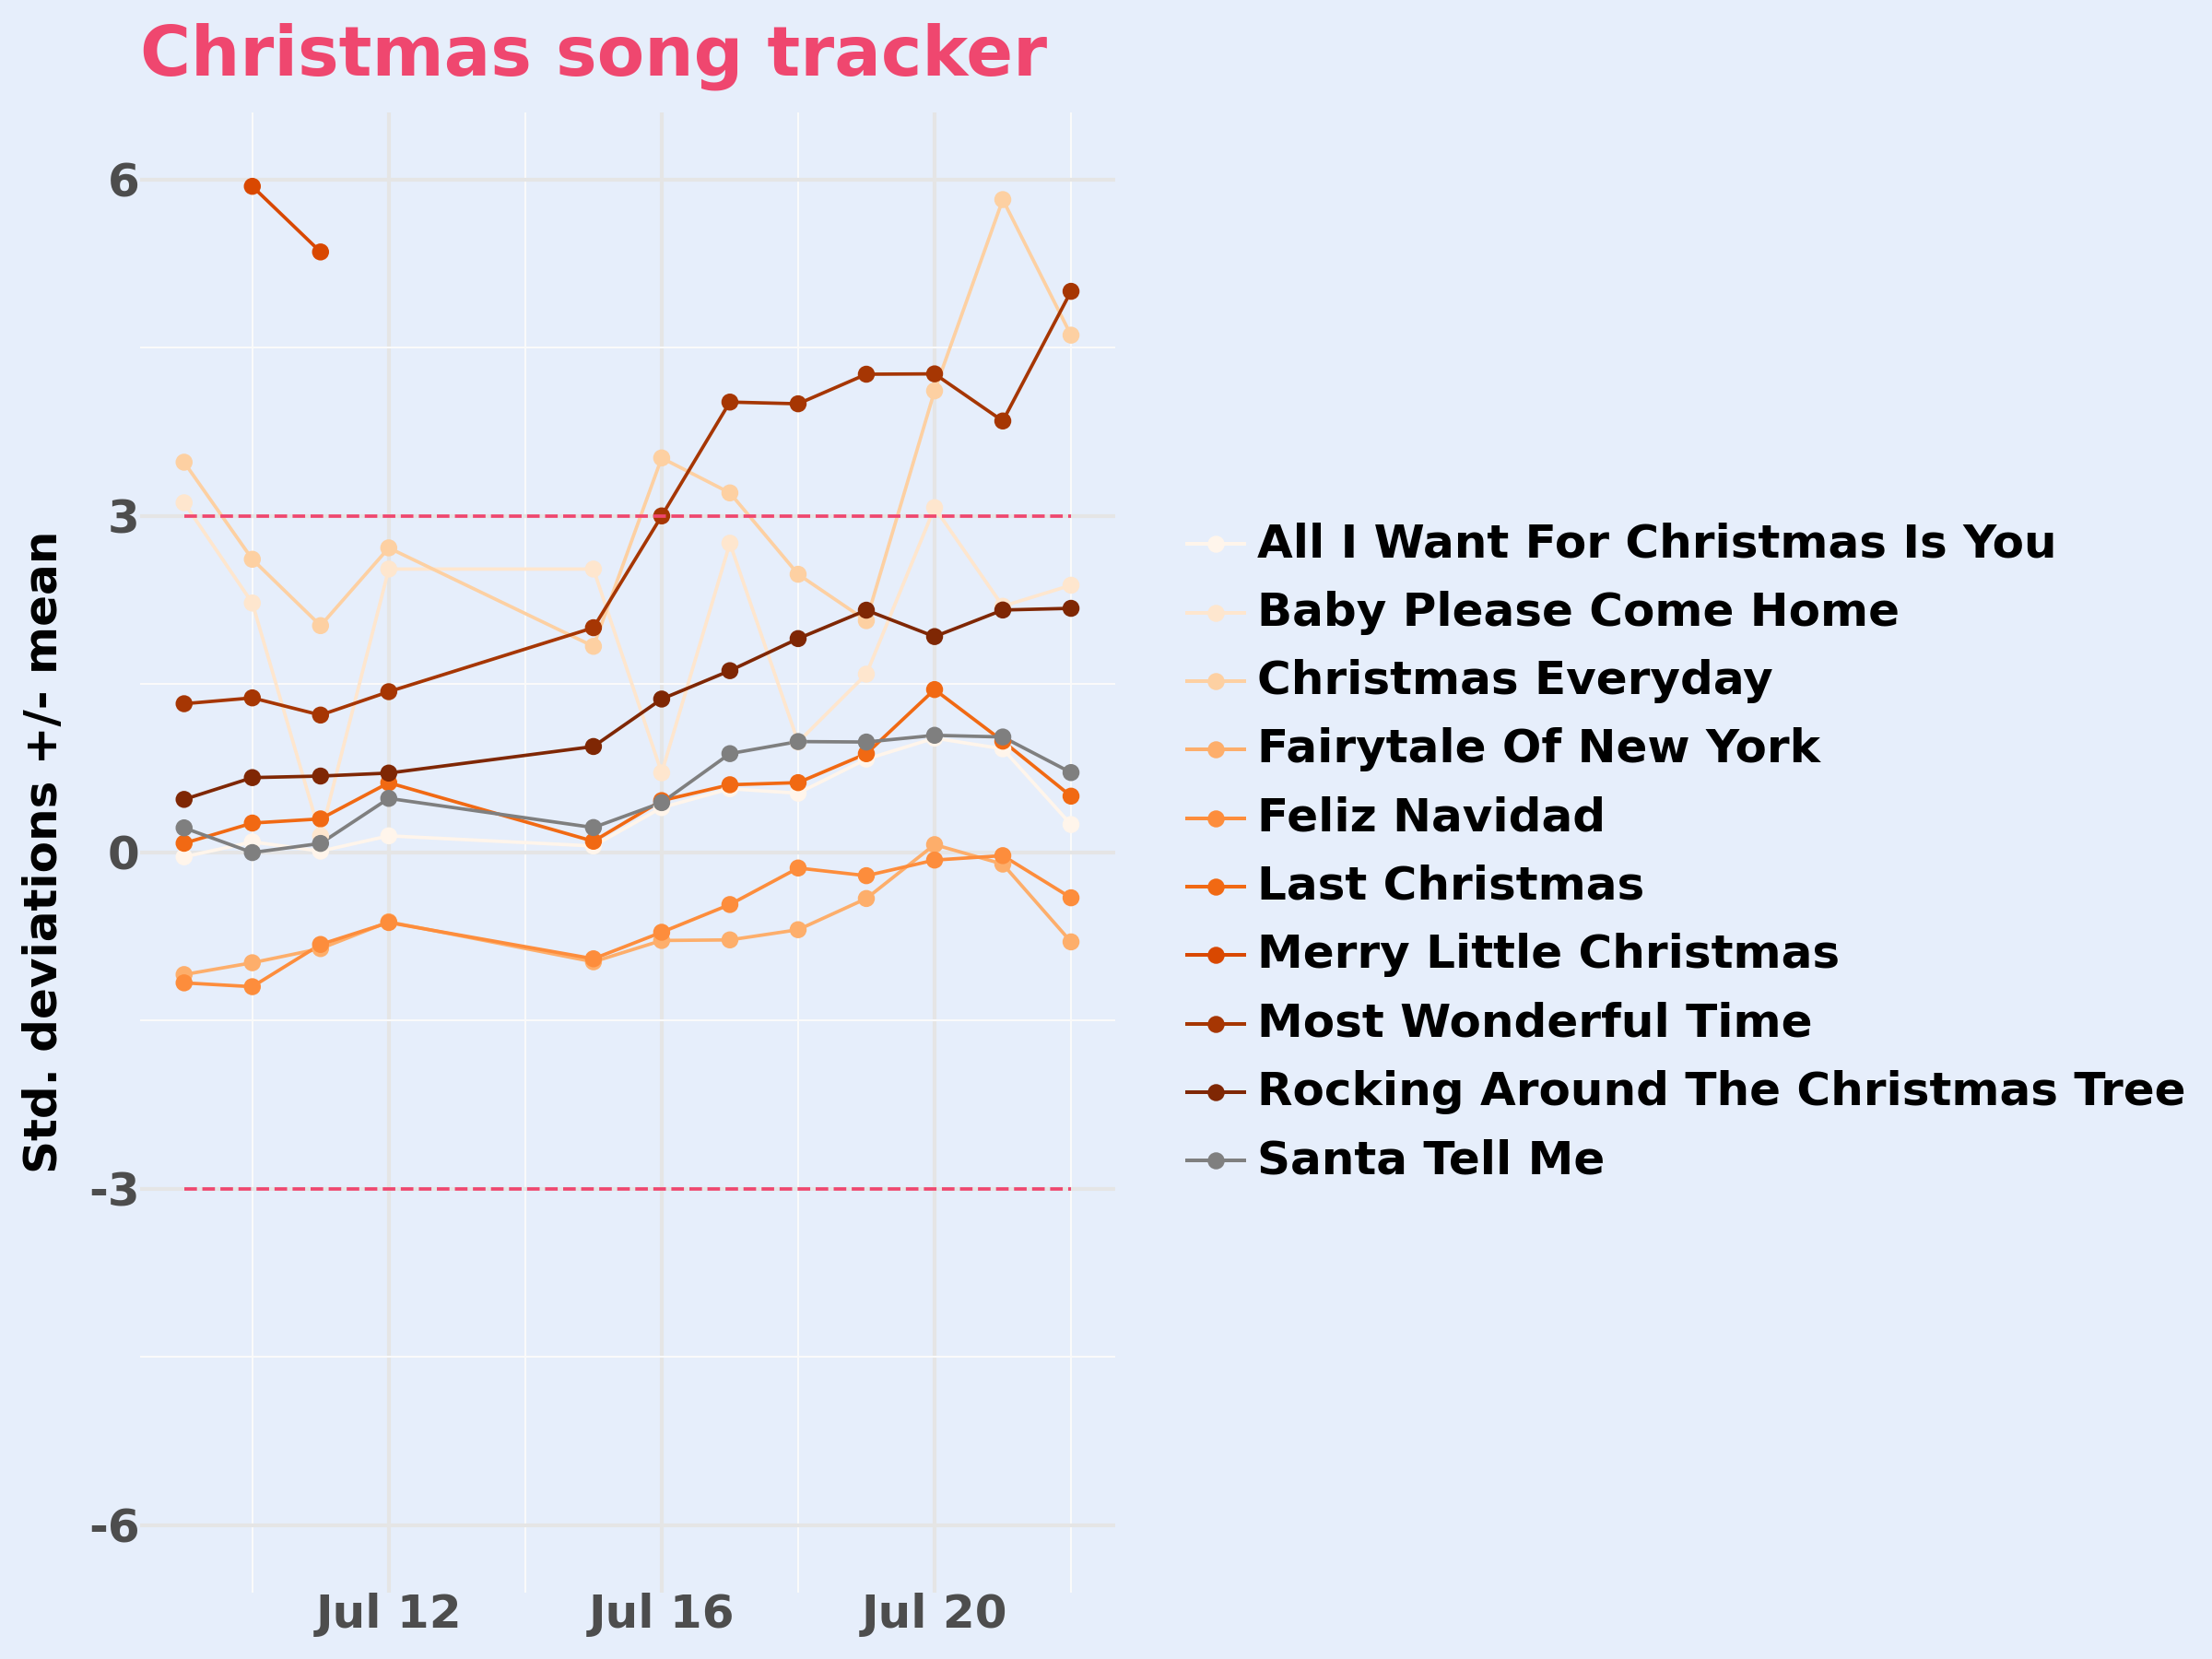 Christmas song tracker
Std. deviations +/- mean
6
3
0
-3
-6
Jul 12
Jul 16
Jul 20
All I Want For Christmas Is You
Baby Please Come Home
Christmas Everyday
Fairytale Of New York
Feliz Navidad
Last Christmas
Merry Little Christmas
Most Wonderful Time
Rocking Around The Christmas Tree
Santa Tell Me